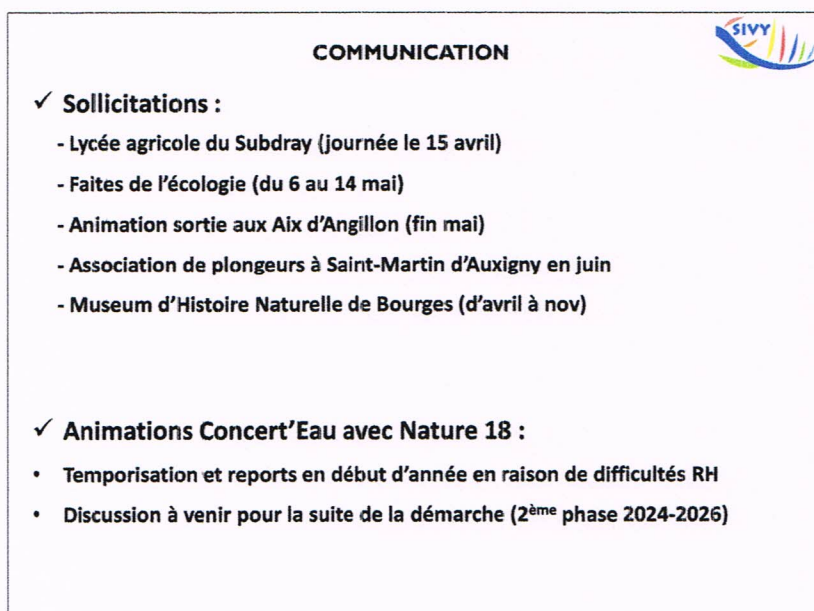 SIVY
COMMUNICATION
✓ Sollicitations :
- Lycée agricole du Subdray (journée le 15 avril)
- Faites de l'écologie (du 6 au 14 mai)
- Animation sortie aux Aix d'Angillon (fin mai)
- Association de plongeurs à Saint-Martin d'Auxigny en juin
- Museum d'Histoire Naturelle de Bourges (d'avril à nov)
✓ Animations Concert'Eau avec Nature 18 :
• Temporisation et reports en début d'année en raison de difficultés RH
• Discussion à venir pour la suite de la démarche (2ème phase 2024-2026)